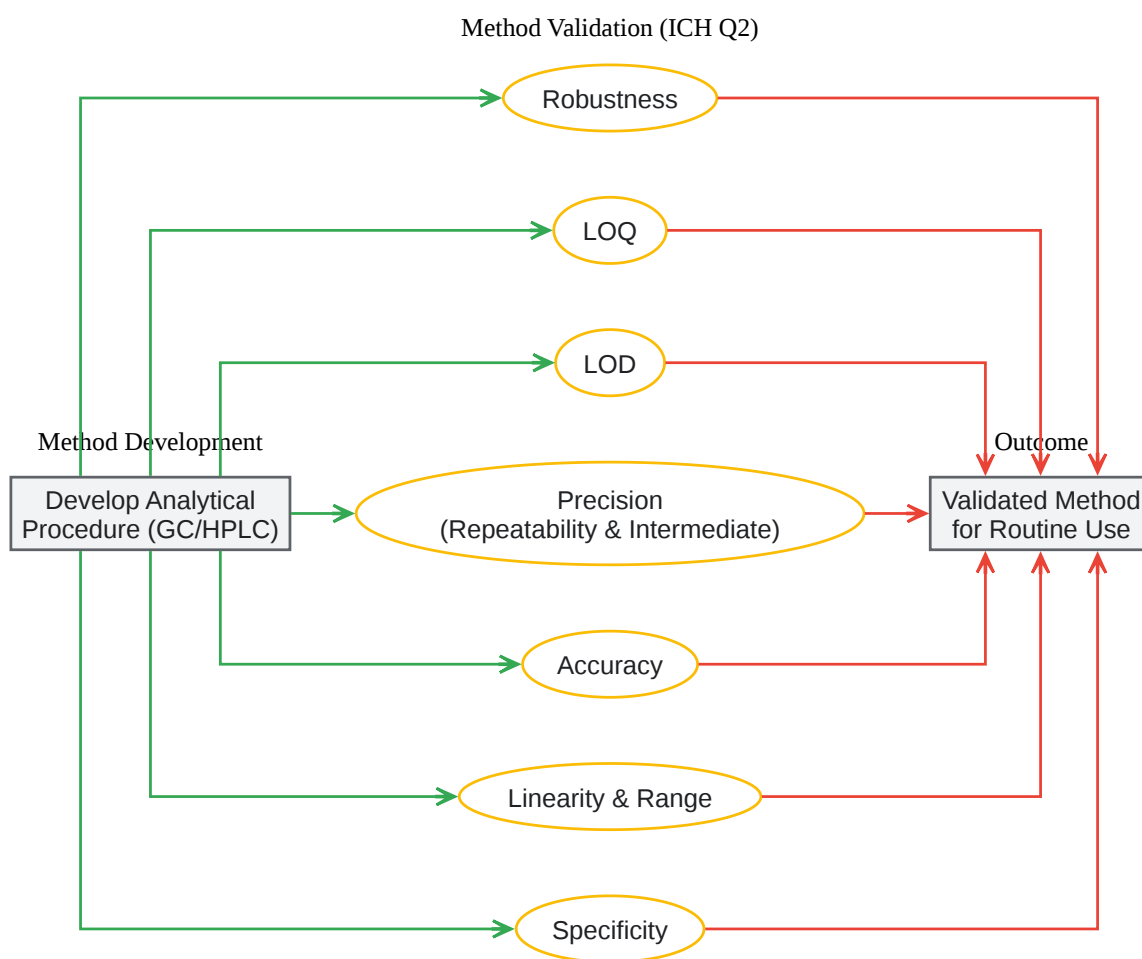 Method Validation (ICH Q2)
Robustness
LOQ
LOD
Method Development
Outcome
Develop Analytical
Procedure (GC/HPLC)
Precision
(Repeatability & Intermediate)
Validated Method
for Routine Use
Accuracy
Linearity & Range
Specificity